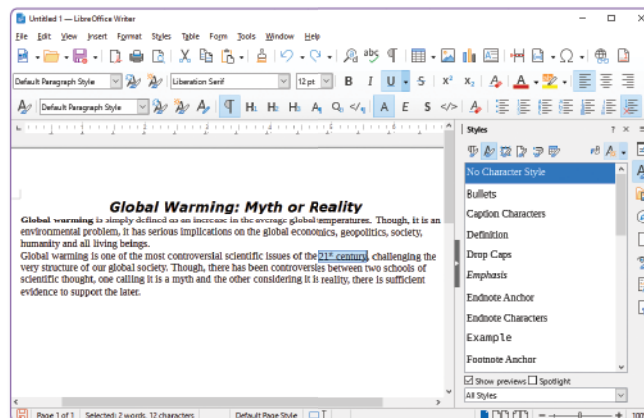 Untitled 1 — LibreOffice Writer
File Edit View Insert Format Styles Table Form Tools Window Help
Default Paragraph Style Liberation Serif 12 pt B I U S X² X₂ A A
Default Paragraph Style ¶ H₁ H₂ H₃ A Q </¶ A E S </>
Styles
Global Warming: Myth or Reality
Global warming is simply defined as an increase in the average global temperatures. Though, it is an
environmental problem, it has serious implications on the global economics, geopolitics, society,
humanity and all living beings.
Global warming is one of the most controversial scientific issues of the 21st century, challenging the
very structure of our global society. Though, there has been controversies between two schools of
scientific thought, one calling it is a myth and the other considering it is reality, there is sufficient
evidence to support the later.
No Character Style
Bullets
Caption Characters
Definition
Drop Caps
Emphasis
Endnote Anchor
Endnote Characters
Example
Footnote Anchor
Show previews Spotlight
All Styles
Page 1 of 1 Selected: 2 words, 12 characters Default Page Style